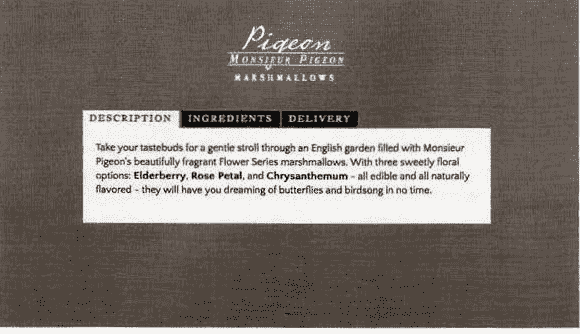 Pigeon
MONSIEUR PIGEON
MARSHMALLOWS
DESCRIPTION INGREDIENTS DELIVERY
Take your tastebuds for a gentle stroll through an English garden filled with Monsieur
Pigeon's beautifully fragrant Flower Series marshmallows. With three sweetly floral
options: Elderberry, Rose Petal, and Chrysanthemum – all edible and all naturally
flavored – they will have you dreaming of butterflies and birdsong in no time.